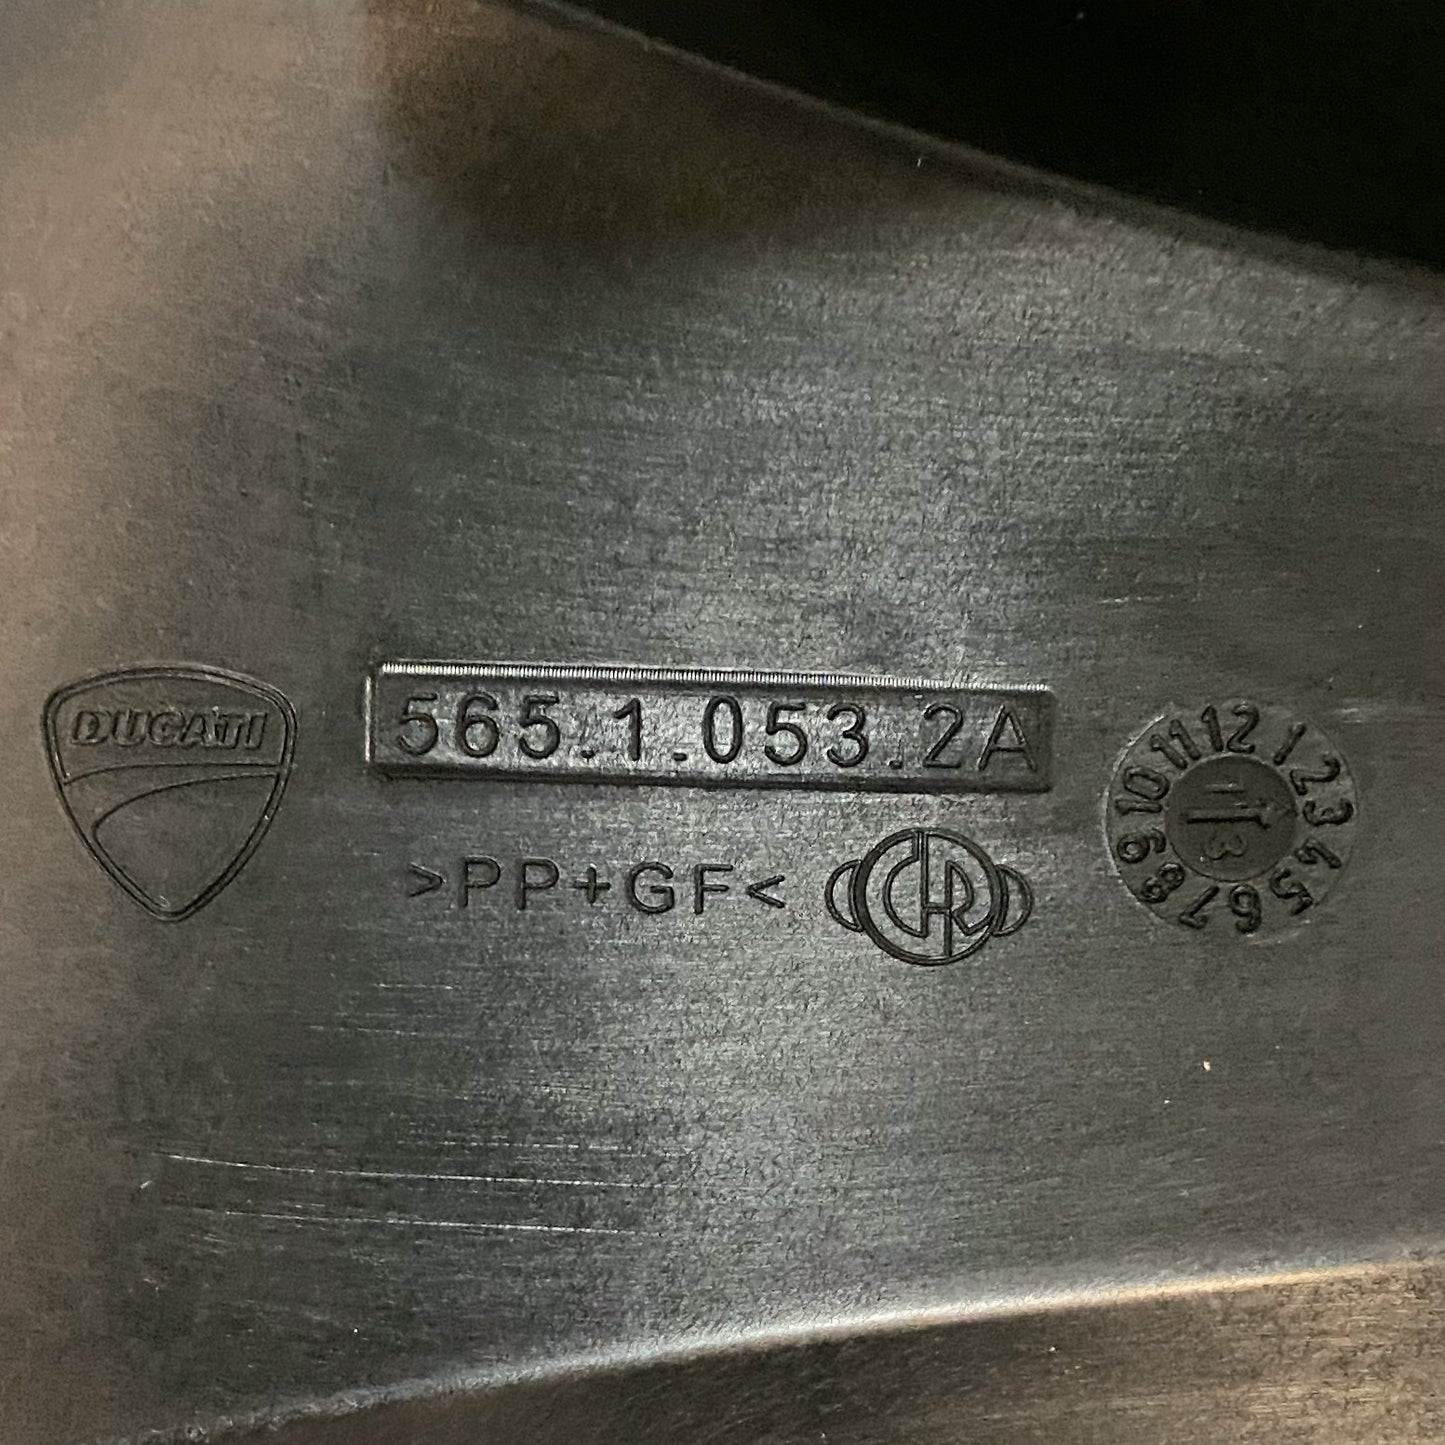 DUCATI
565.1.053.2A
>PP+GF<
CHR
12 1 2 3 4 5 6 7 8 9 10 11
13